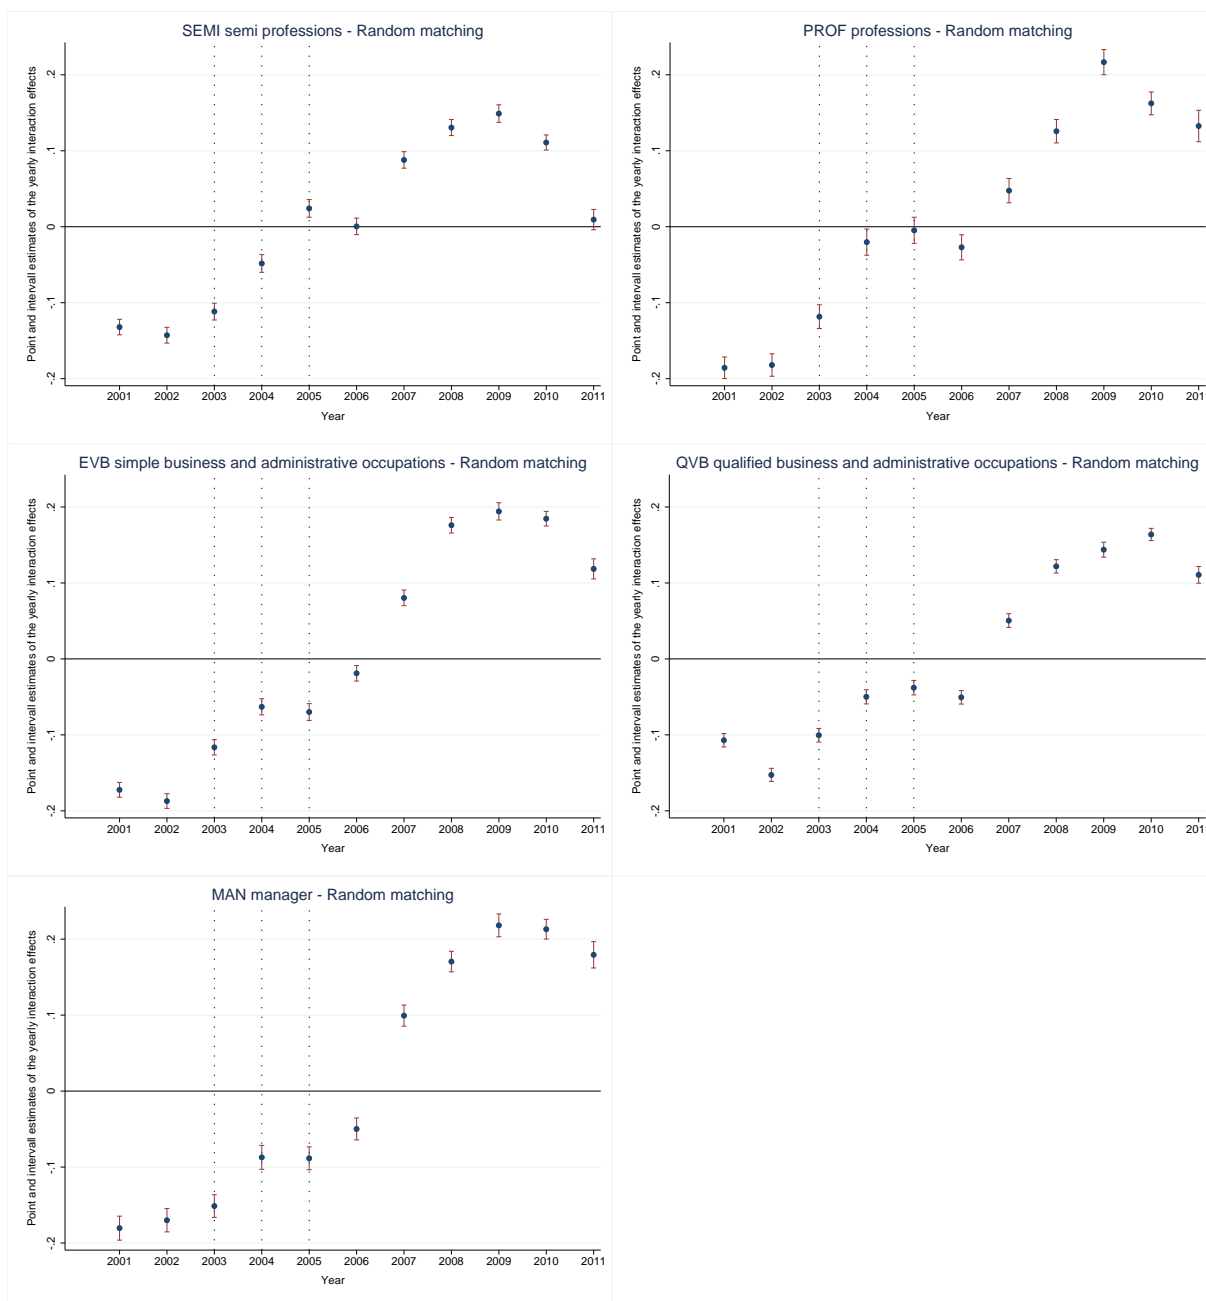 SEMI semi professions - Random matching
Point and intervall estimates of the yearly interaction effects
.2
.1
0
-.1
-.2
2001 2002 2003 2004 2005 2006 2007 2008 2009 2010 2011
Year
PROF professions - Random matching
Point and intervall estimates of the yearly interaction effects
.2
.1
0
-.1
-.2
2001 2002 2003 2004 2005 2006 2007 2008 2009 2010 201
Year
EVB simple business and administrative occupations - Random matching
Point and intervall estimates of the yearly interaction effects
.2
.1
0
-.1
-.2
2001 2002 2003 2004 2005 2006 2007 2008 2009 2010 2011
Year
QVB qualified business and administrative occupations - Random matching
Point and intervall estimates of the yearly interaction effects
.2
.1
0
-.1
-.2
2001 2002 2003 2004 2005 2006 2007 2008 2009 2010 201
Year
MAN manager - Random matching
Point and intervall estimates of the yearly interaction effects
.2
.1
0
-.1
-.2
2001 2002 2003 2004 2005 2006 2007 2008 2009 2010 2011
Year